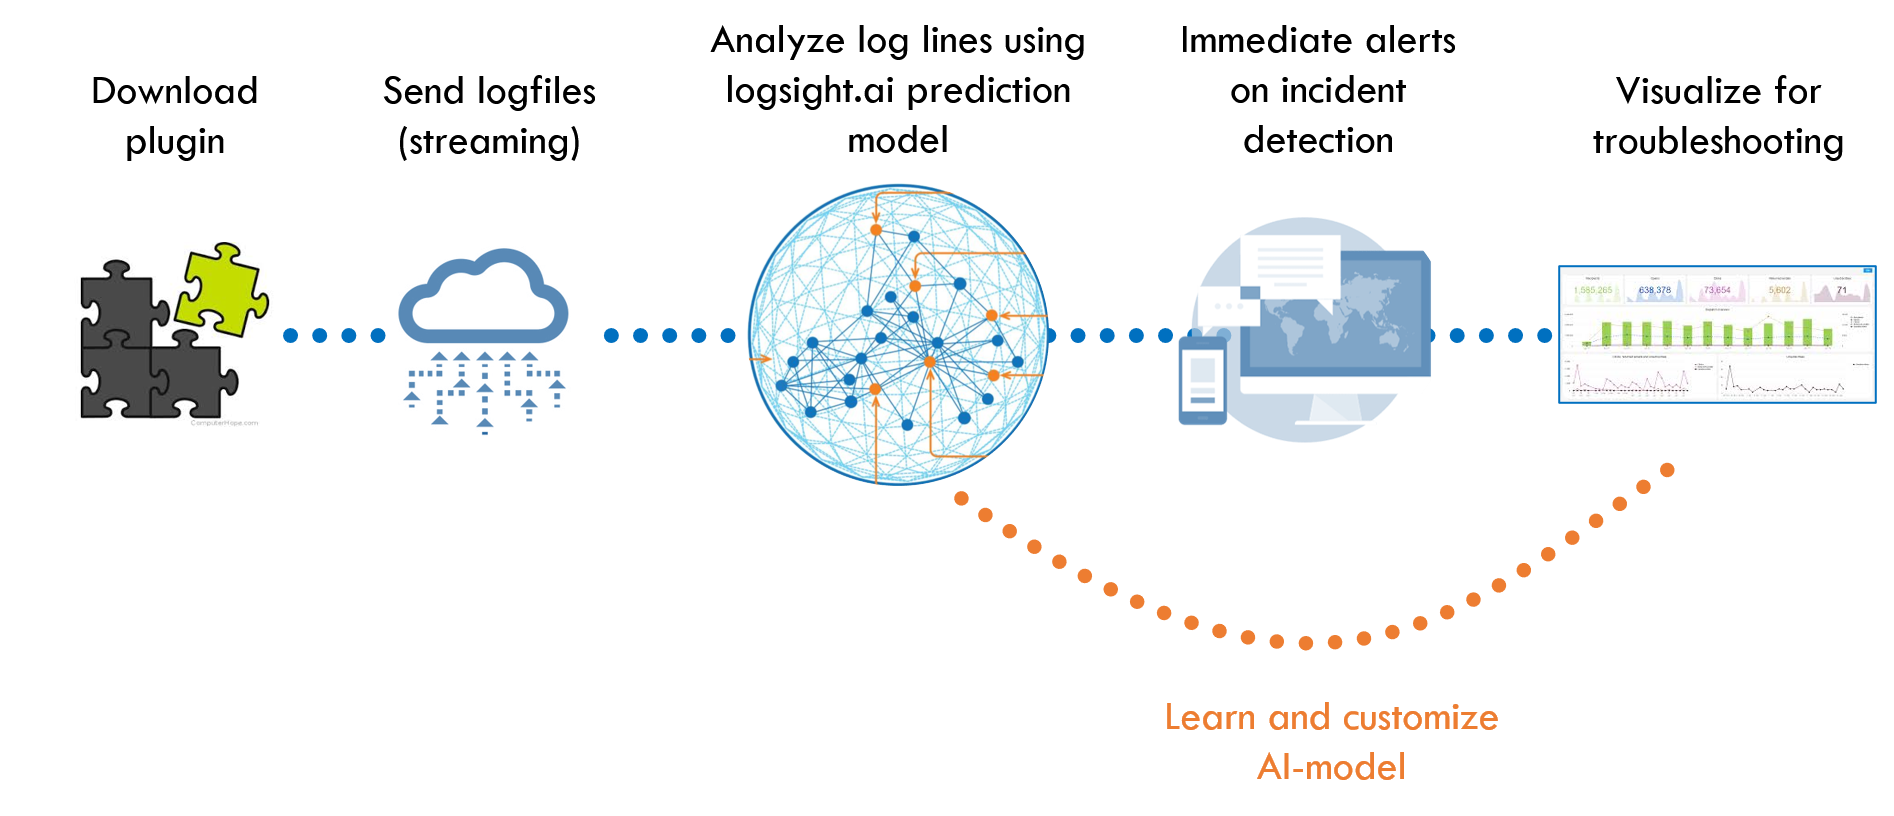 Download
plugin
Send logfiles
(streaming)
Analyze log lines using
logsight.ai prediction
model
Immediate alerts
on incident
detection
Visualize for
troubleshooting
ComputerHope.com
1,585,265
638,378
73,654
5,602
71
Learn and customize
AI-model